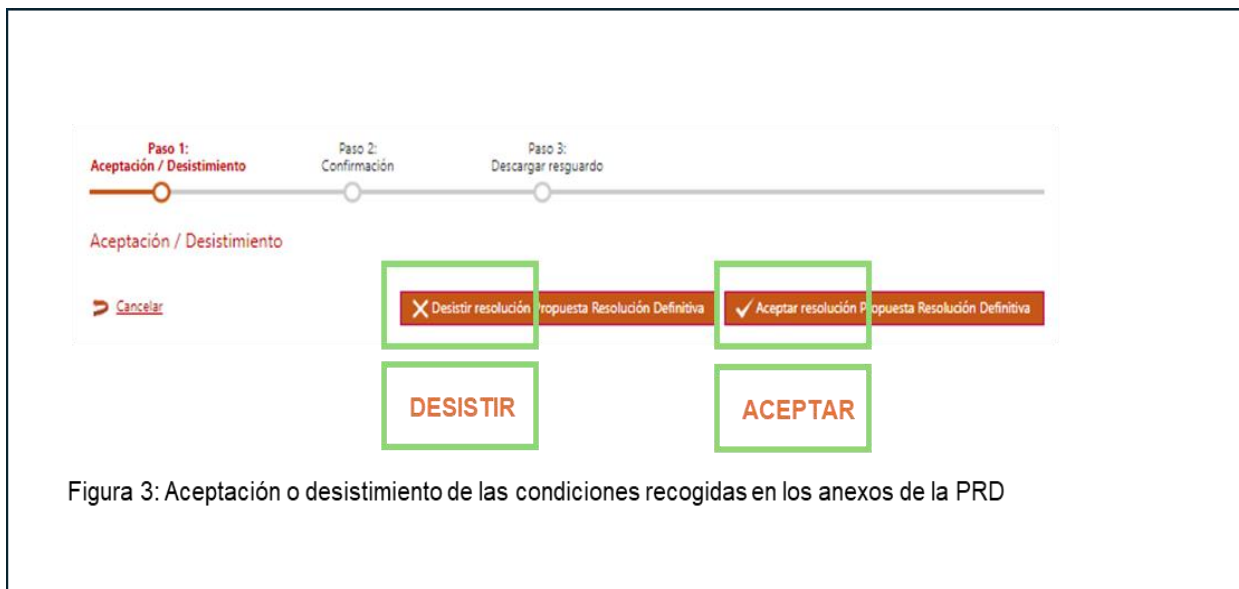 Paso 1:
Aceptación / Desistimiento
Paso 2:
Confirmación
Paso 3:
Descargar resguardo
Aceptación / Desistimiento
Cancelar
Desistir resolución Propuesta Resolución Definitiva
Aceptar resolución Propuesta Resolución Definitiva
DESISTIR
ACEPTAR
Figura 3: Aceptación o desistimiento de las condiciones recogidas en los anexos de la PRD